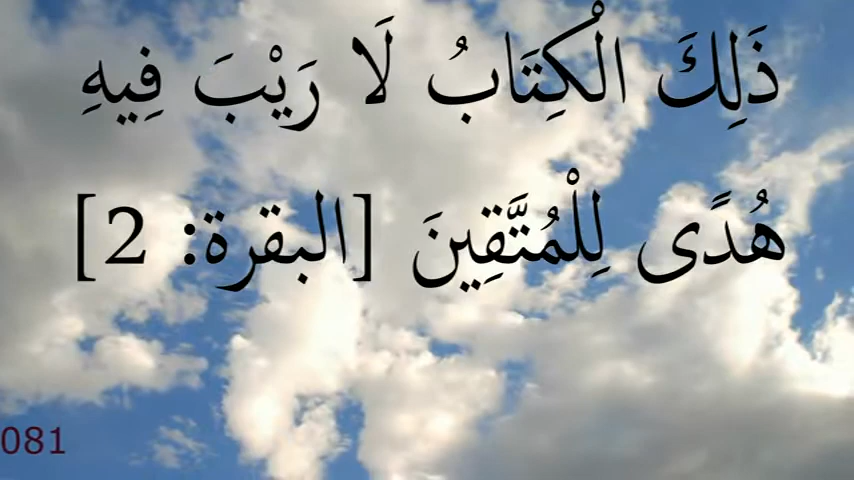 ذَلِكَ الْكِتَابُ لَا رَيْبَ فِيهِ
هُدًى لِلْمُتَّقِينَ [البقرة: 2]
081